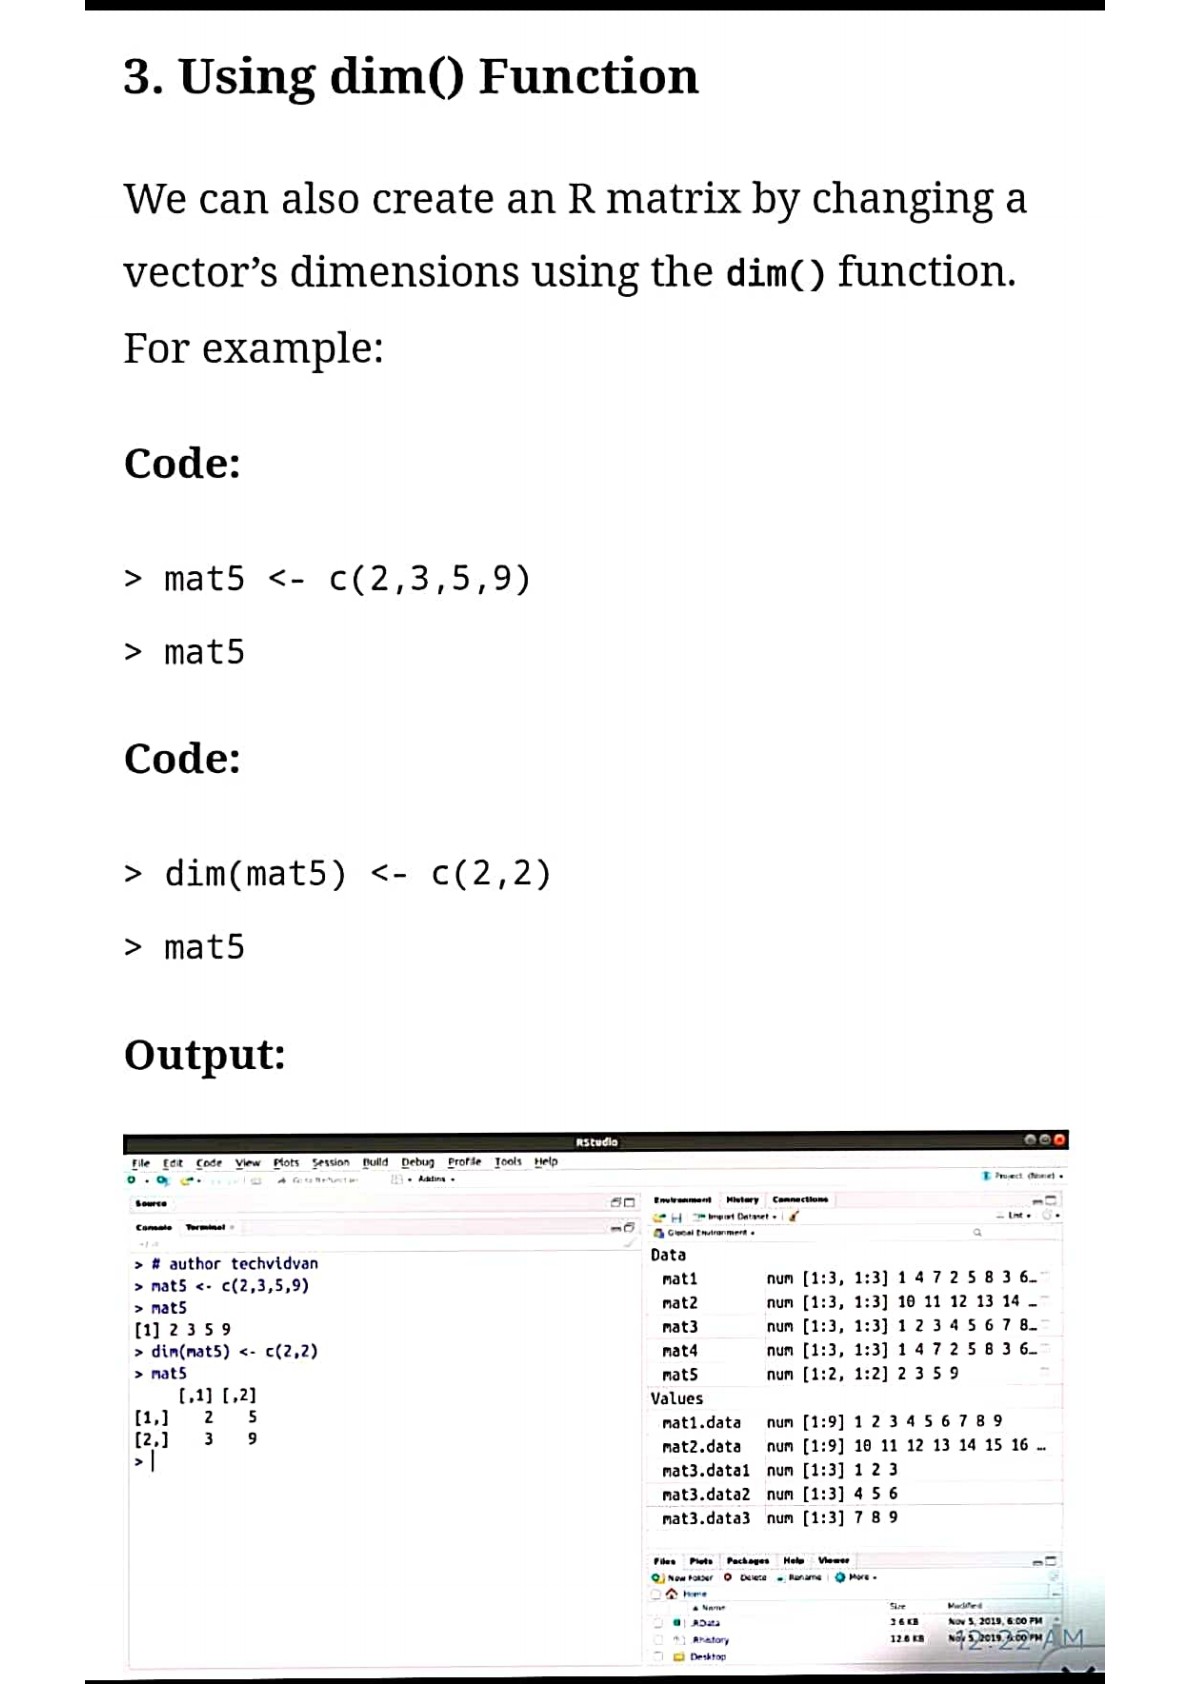 3. Using dim() Function
We can also create an R matrix by changing a
vector’s dimensions using the dim() function.
For example:
Code:
> mat5 <- c(2,3,5,9)
> mat5
Code:
> dim(mat5) <- c(2,2)
> mat5
Output:
RStudio
File Edit Code View Plots Session Build Debug Profile Tools Help
Addins
Project: (None)
Source
Console Terminal
> # author techvidvan
> mat5 <- c(2,3,5,9)
> mat5
[1] 2 3 5 9
> dim(mat5) <- c(2,2)
> mat5
[,1] [,2]
[1,] 2 5
[2,] 3 9
>
Environment History Connections
Import Dataset
List
Global Environment
Data
mat1 num [1:3, 1:3] 1 4 7 2 5 8 3 6…
mat2 num [1:3, 1:3] 10 11 12 13 14 …
mat3 num [1:3, 1:3] 1 2 3 4 5 6 7 8…
mat4 num [1:3, 1:3] 1 4 7 2 5 8 3 6…
mat5 num [1:2, 1:2] 2 3 5 9
Values
mat1.data num [1:9] 1 2 3 4 5 6 7 8 9
mat2.data num [1:9] 10 11 12 13 14 15 16 …
mat3.data1 num [1:3] 1 2 3
mat3.data2 num [1:3] 4 5 6
mat3.data3 num [1:3] 7 8 9
Files Plots Packages Help Viewer
New Folder Delete Rename More
Home
Name Size Modified
.RData 3.6 KB Nov 5, 2019, 6:00 PM
.Rhistory 12.6 KB Nov 5, 2019, 6:00 PM
Desktop
12:22 AM